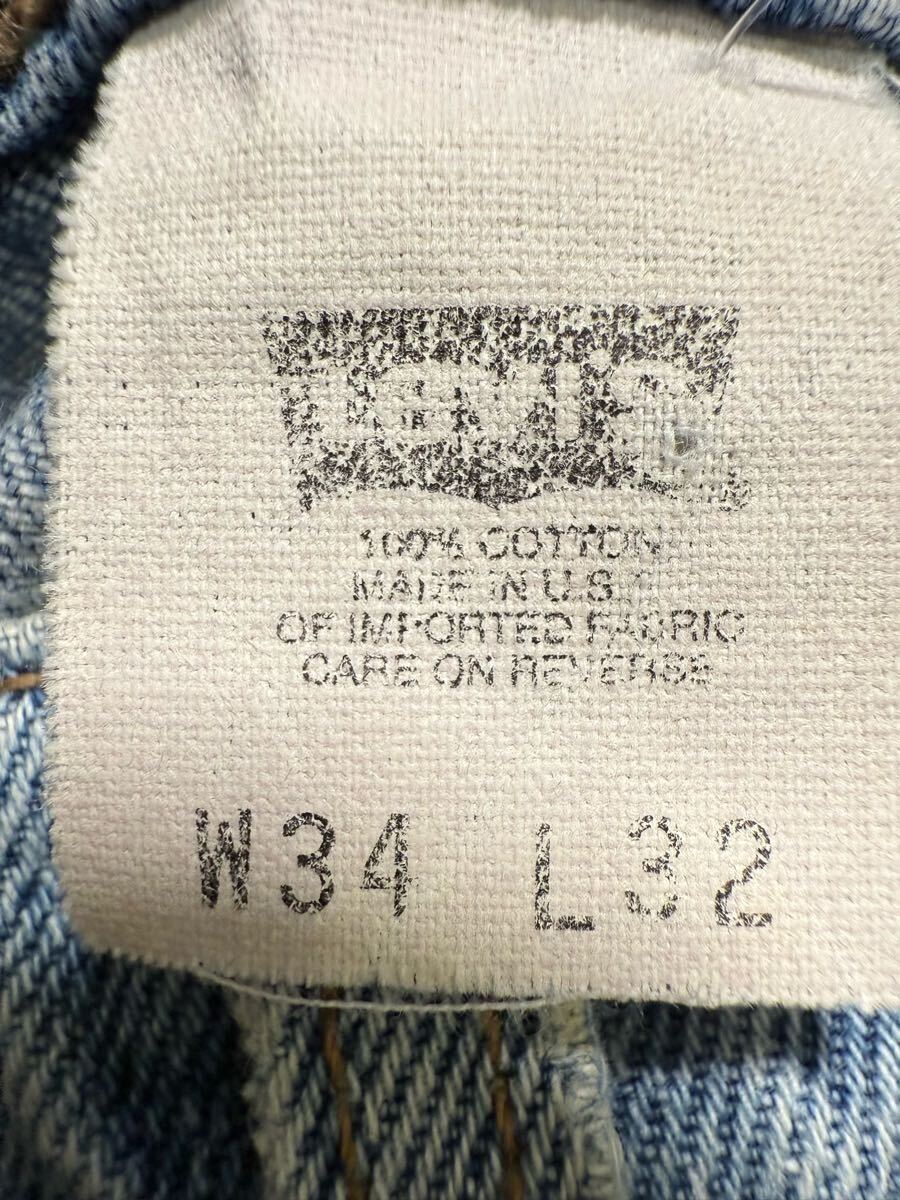 LEVI'S
®
100% COTTON
MADE IN U.S.
OF IMPORTED FABRIC
CARE ON REVERSE
W34 L32